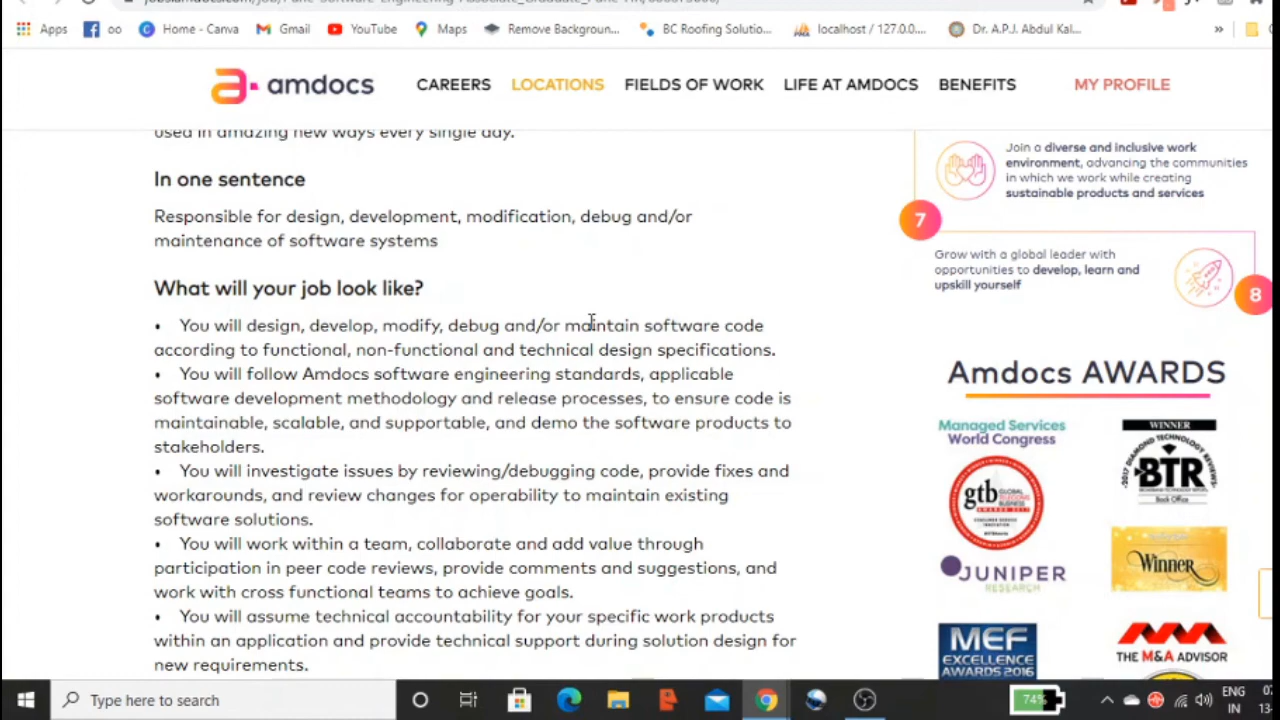 Apps
oo
Home - Canva
Gmail
YouTube
Maps
Remove Backgroun...
BC Roofing Solutio...
localhost / 127.0.0....
Dr. A.P.J. Abdul Kal...
»
amdocs
CAREERS
LOCATIONS
FIELDS OF WORK
LIFE AT AMDOCS
BENEFITS
MY PROFILE
used in amazing new ways every single day.
In one sentence
Responsible for design, development, modification, debug and/or
maintenance of software systems
What will your job look like?
• You will design, develop, modify, debug and/or maintain software code
according to functional, non-functional and technical design specifications.
• You will follow Amdocs software engineering standards, applicable
software development methodology and release processes, to ensure code is
maintainable, scalable, and supportable, and demo the software products to
stakeholders.
• You will investigate issues by reviewing/debugging code, provide fixes and
workarounds, and review changes for operability to maintain existing
software solutions.
• You will work within a team, collaborate and add value through
participation in peer code reviews, provide comments and suggestions, and
work with cross functional teams to achieve goals.
• You will assume technical accountability for your specific work products
within an application and provide technical support during solution design for
new requirements.
Join a diverse and inclusive work
environment, advancing the communities
in which we work while creating
sustainable products and services
7
Grow with a global leader with
opportunities to develop, learn and
upskill yourself
8
Amdocs AWARDS
Managed Services
World Congress
gtb
WINNER
BTR
Back Office
JUNIPER
RESEARCH
Winner
MEF
EXCELLENCE
AWARDS 2016
THE M&A ADVISOR
Type here to search
74%
ENG
IN